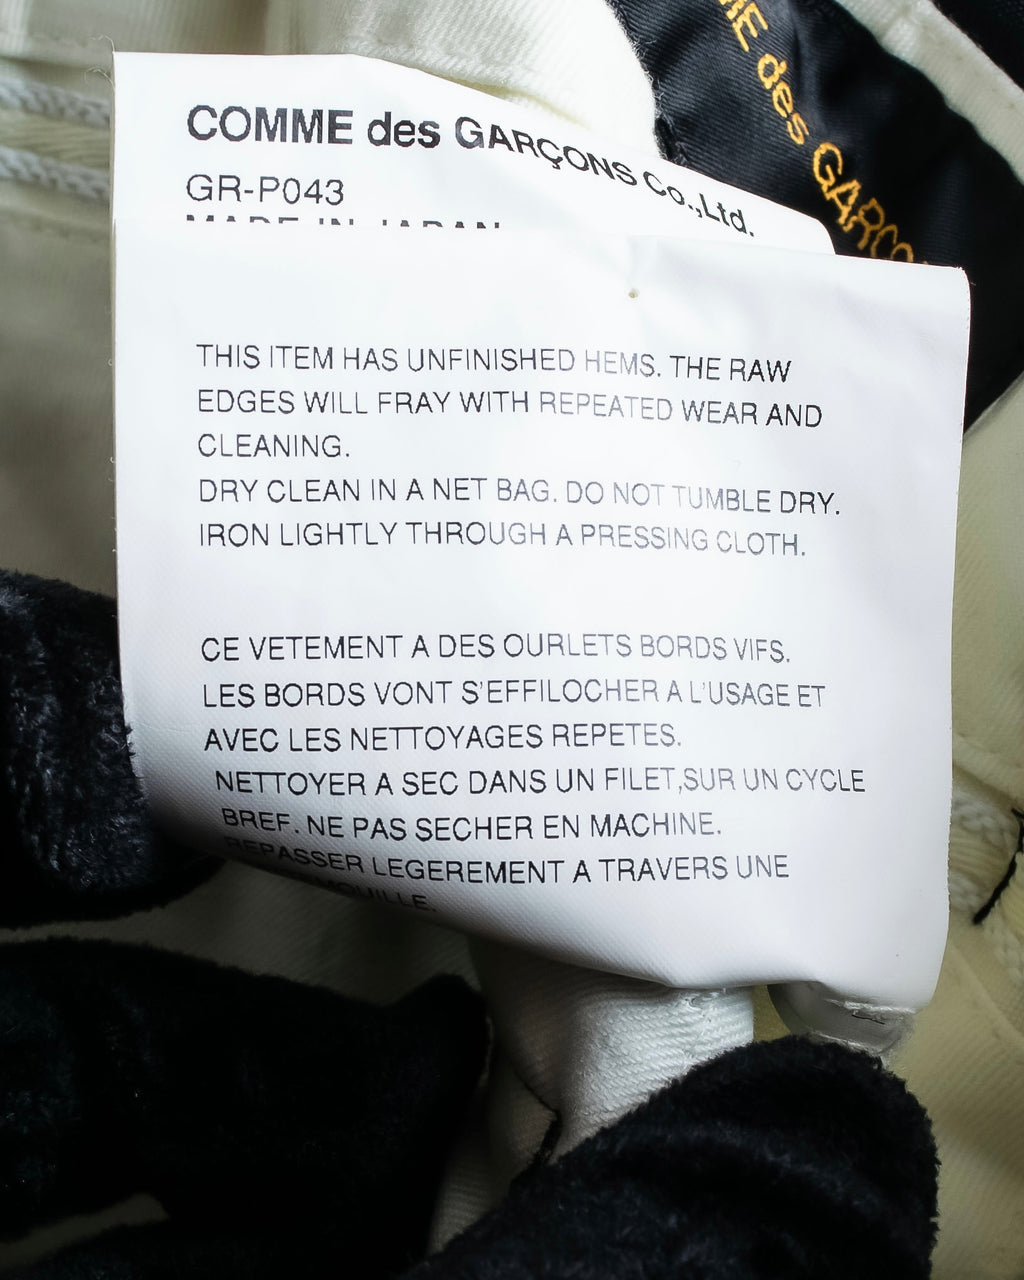 COMME des GARÇONS Co.,Ltd.
GR-P043
MADE IN JAPAN
THIS ITEM HAS UNFINISHED HEMS. THE RAW
EDGES WILL FRAY WITH REPEATED WEAR AND
CLEANING.
DRY CLEAN IN A NET BAG. DO NOT TUMBLE DRY.
IRON LIGHTLY THROUGH A PRESSING CLOTH.
CE VETEMENT A DES OURLETS BORDS VIFS.
LES BORDS VONT S'EFFILOCHER A L'USAGE ET
AVEC LES NETTOYAGES REPETES.
NETTOYER A SEC DANS UN FILET,SUR UN CYCLE
BREF. NE PAS SECHER EN MACHINE.
REPASSER LEGEREMENT A TRAVERS UNE
des GARÇO